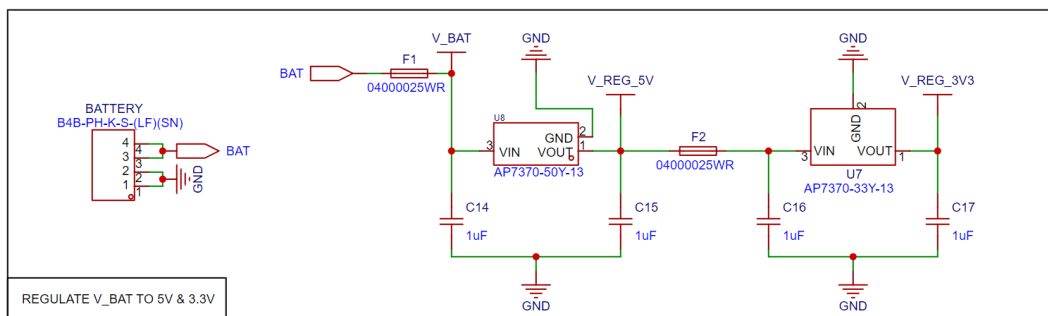 BATTERY
B4B-PH-K-S-(LF)(SN)
4
4
3
3
2
2
1
1
BAT
GND
BAT
F1
04000025WR
V_BAT
GND
U8
3
VIN
GND
2
VOUT
1
AP7370-50Y-13
V_REG_5V
F2
04000025WR
GND
2
GND
3
VIN
VOUT
1
U7
AP7370-33Y-13
V_REG_3V3
C14
1uF
C15
1uF
C16
1uF
C17
1uF
GND
GND
REGULATE V_BAT TO 5V & 3.3V